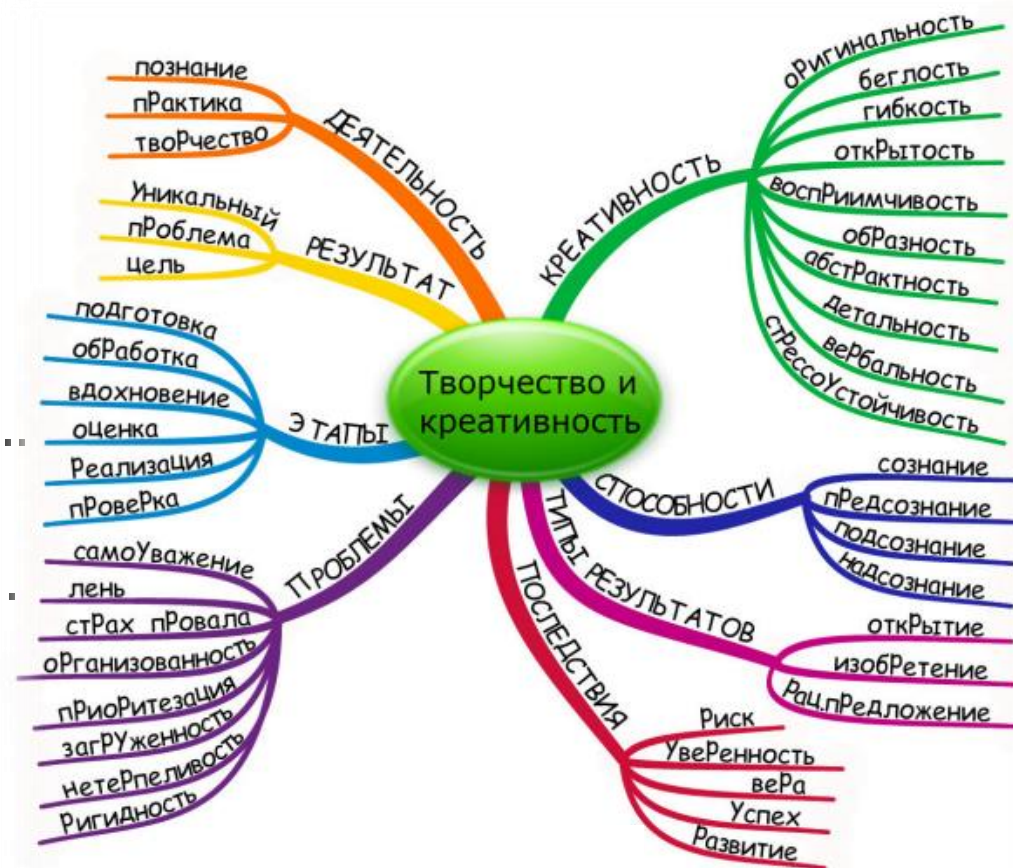 Творчество и
креативность
ДЕЯТЕЛЬНОСТЬ
познание
пРактика
твоРчество
РЕЗУЛЬТАТ
Уникальный
пРоблема
цель
ЭТАПЫ
подготовка
обРаботка
вдохновение
оценка
Реализация
пРовеРка
ПРОБЛЕМЫ
самоУважение
лень
стРах пРовала
оРганизованность
пРиоРитезация
загРУженность
нетеРпеливость
Ригидность
КРЕАТИВНОСТЬ
оРигинальность
беглость
гибкость
откРытость
воспРиимчивость
обРазность
абстРактность
детальность
веРбальность
стРессоУстойчивость
СПОСОБНОСТИ
сознание
пРедсознание
подсознание
надсознание
ТИПЫ РЕЗУЛЬТАТОВ
откРытие
изобРетение
Рац.пРедложение
ПОСЛЕДСТВИЯ
Риск
УвеРенность
веРа
Успех
Развитие